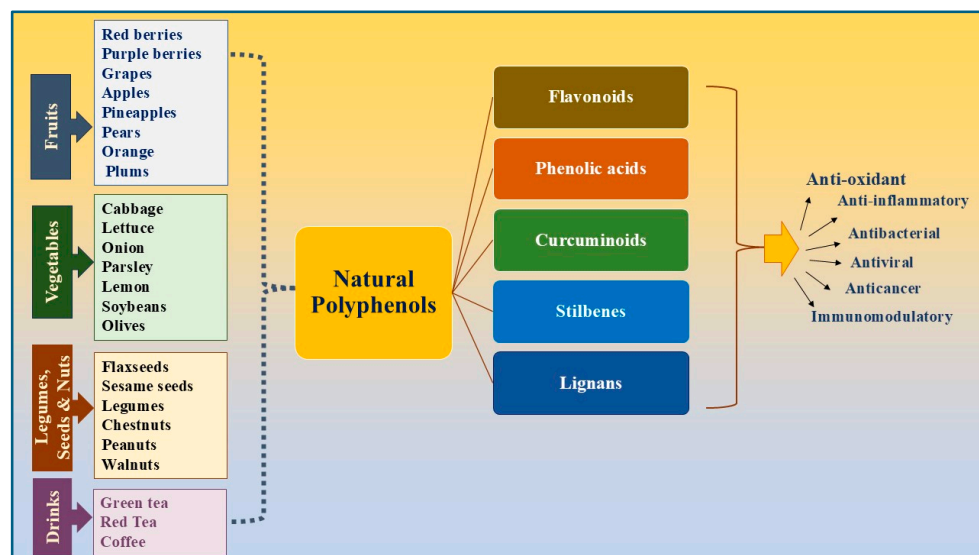 Fruits
Red berries
Purple berries
Grapes
Apples
Pineapples
Pears
Orange
Plums
Vegetables
Cabbage
Lettuce
Onion
Parsley
Lemon
Soybeans
Olives
Legumes,
Seeds & Nuts
Flaxseeds
Sesame seeds
Legumes
Chestnuts
Peanuts
Walnuts
Drinks
Green tea
Red Tea
Coffee
Natural
Polyphenols
Flavonoids
Phenolic acids
Curcuminoids
Stilbenes
Lignans
Anti-oxidant
Anti-inflammatory
Antibacterial
Antiviral
Anticancer
Immunomodulatory